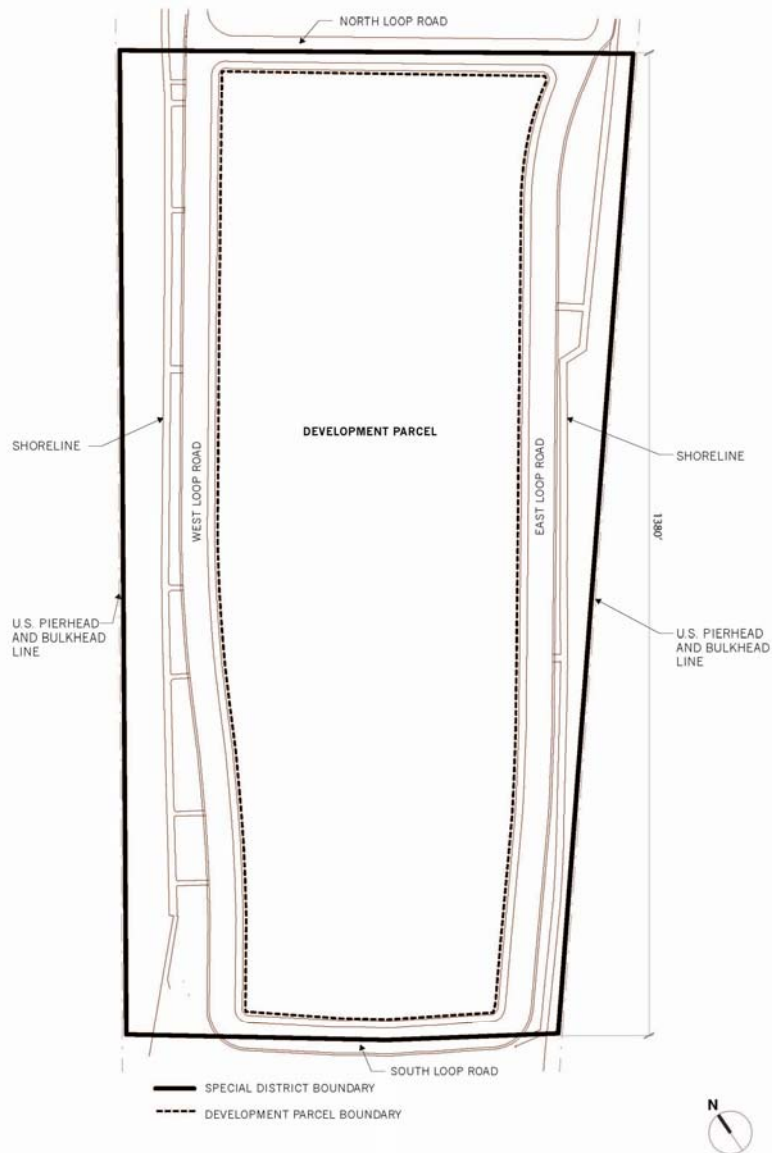 NORTH LOOP ROAD
DEVELOPMENT PARCEL
SHORELINE
WEST LOOP ROAD
EAST LOOP ROAD
SHORELINE
1380'
U.S. PIERHEAD
AND BULKHEAD
LINE
U.S. PIERHEAD
AND BULKHEAD
LINE
SOUTH LOOP ROAD
SPECIAL DISTRICT BOUNDARY
DEVELOPMENT PARCEL BOUNDARY
N